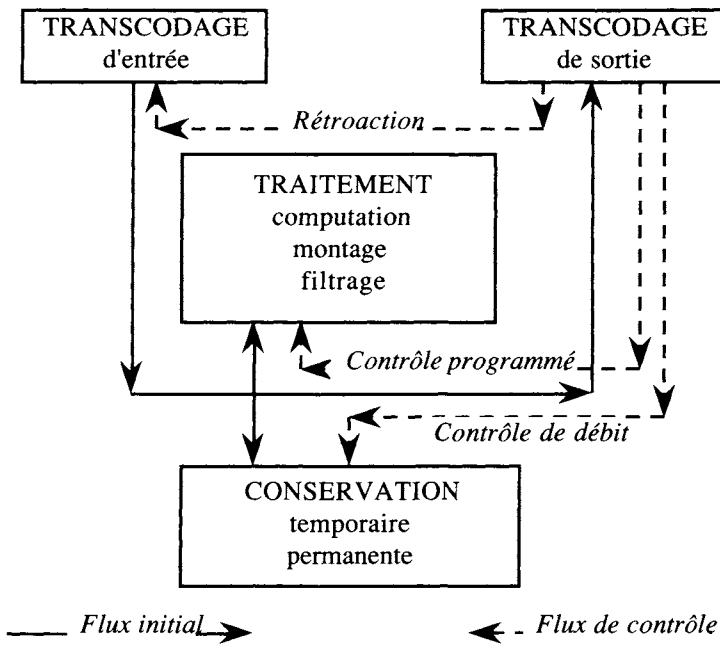 TRANSCODAGE
d'entrée
TRANSCODAGE
de sortie
Rétroaction
TRAITEMENT
computation
montage
filtrage
Contrôle programmé
Contrôle de débit
CONSERVATION
temporaire
permanente
Flux initial
Flux de contrôle